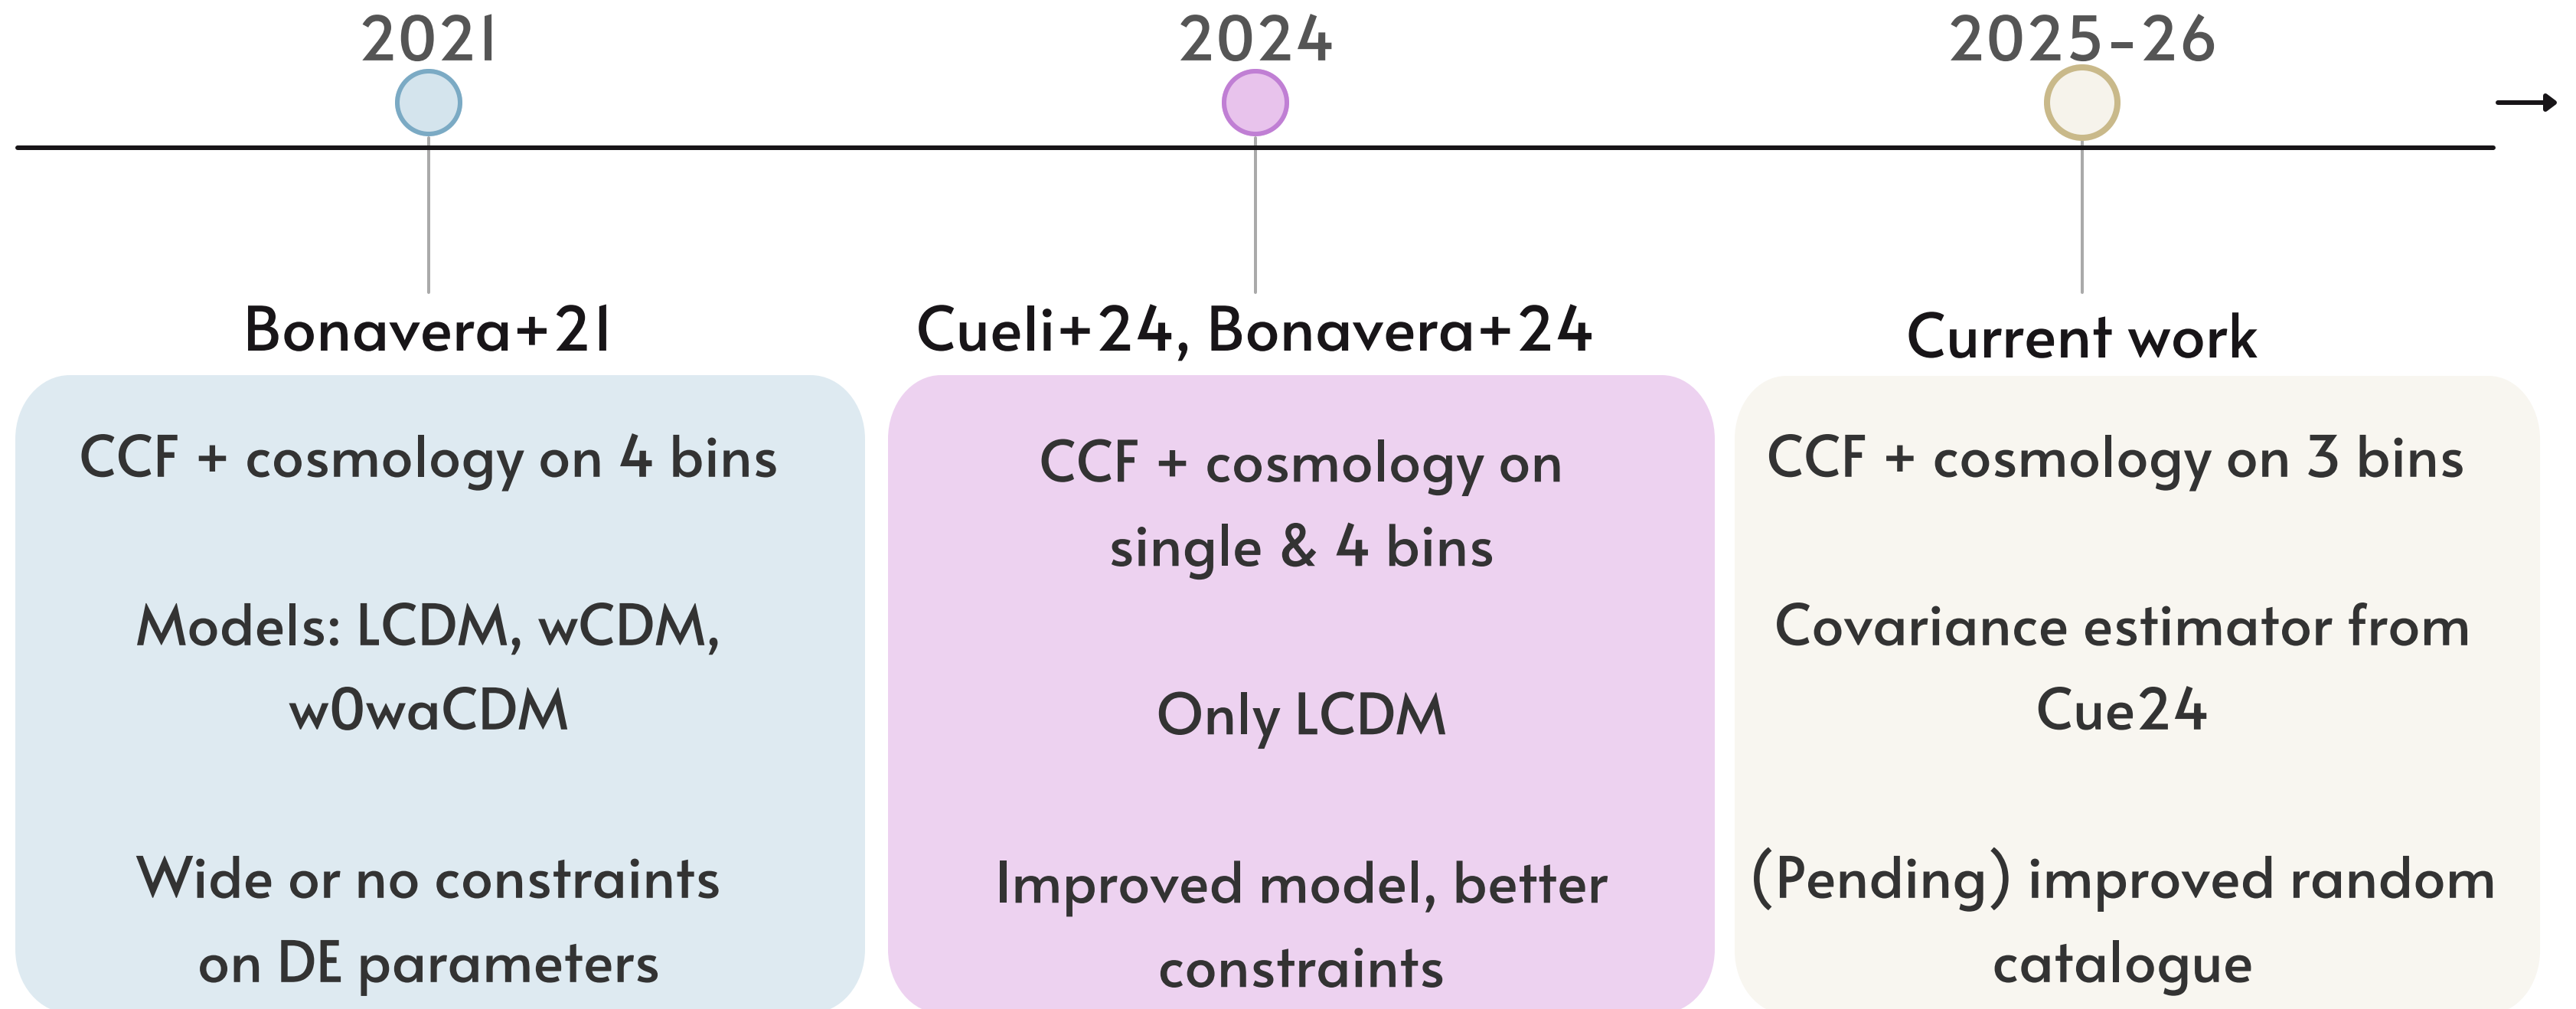 2021
2024
2025-26
Bonavera+21
CCF + cosmology on 4 bins
Models: LCDM, wCDM,
w0waCDM
Wide or no constraints
on DE parameters
Cueli+24, Bonavera+24
CCF + cosmology on
single & 4 bins
Only LCDM
Improved model, better
constraints
Current work
CCF + cosmology on 3 bins
Covariance estimator from
Cue24
(Pending) improved random
catalogue